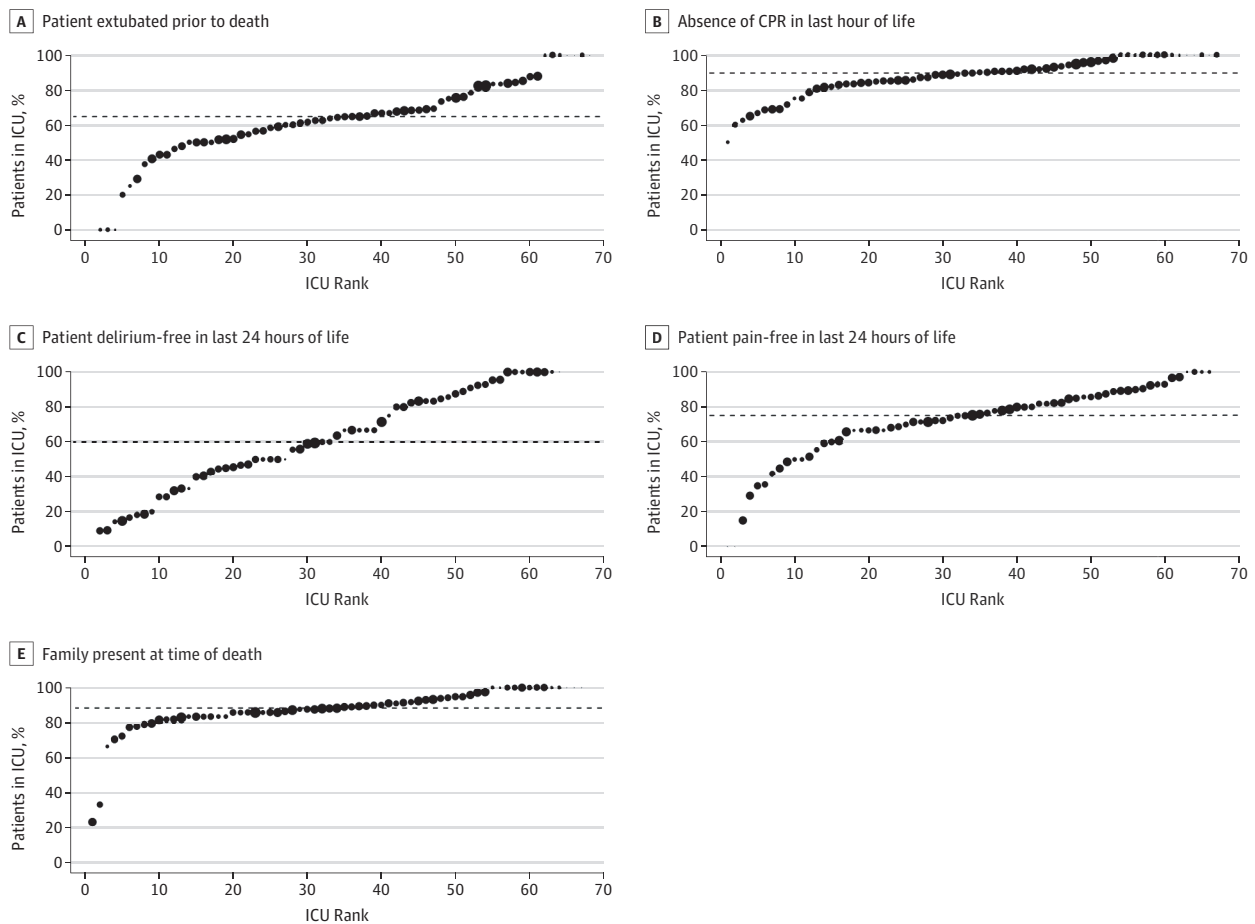 A Patient extubated prior to death
100
80
60
40
20
0
Patients in ICU, %
0 10 20 30 40 50 60 70
ICU Rank
B Absence of CPR in last hour of life
100
80
60
40
20
0
Patients in ICU, %
0 10 20 30 40 50 60 70
ICU Rank
C Patient delirium-free in last 24 hours of life
100
80
60
40
20
0
Patients in ICU, %
0 10 20 30 40 50 60 70
ICU Rank
D Patient pain-free in last 24 hours of life
100
80
60
40
20
0
Patients in ICU, %
0 10 20 30 40 50 60 70
ICU Rank
E Family present at time of death
100
80
60
40
20
0
Patients in ICU, %
0 10 20 30 40 50 60 70
ICU Rank